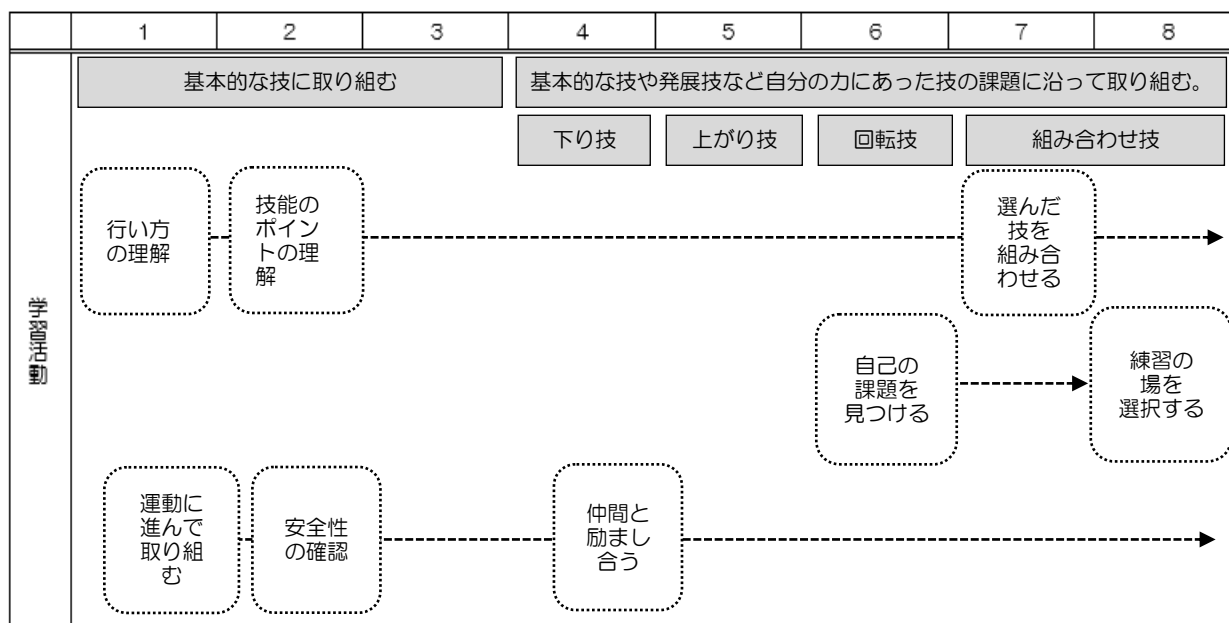 1 2 3 4 5 6 7 8
学習活動
基本的な技に取り組む
基本的な技や発展技など自分の力にあった技の課題に沿って取り組む。
下り技
上がり技
回転技
組み合わせ技
行い方
の理解
技能の
ポイン
トの理
解
選んだ
技を
組み合
わせる
自己の
課題を
見つける
練習の
場を
選択する
運動に
進んで
取り組
む
安全性
の確認
仲間と
励まし
合う